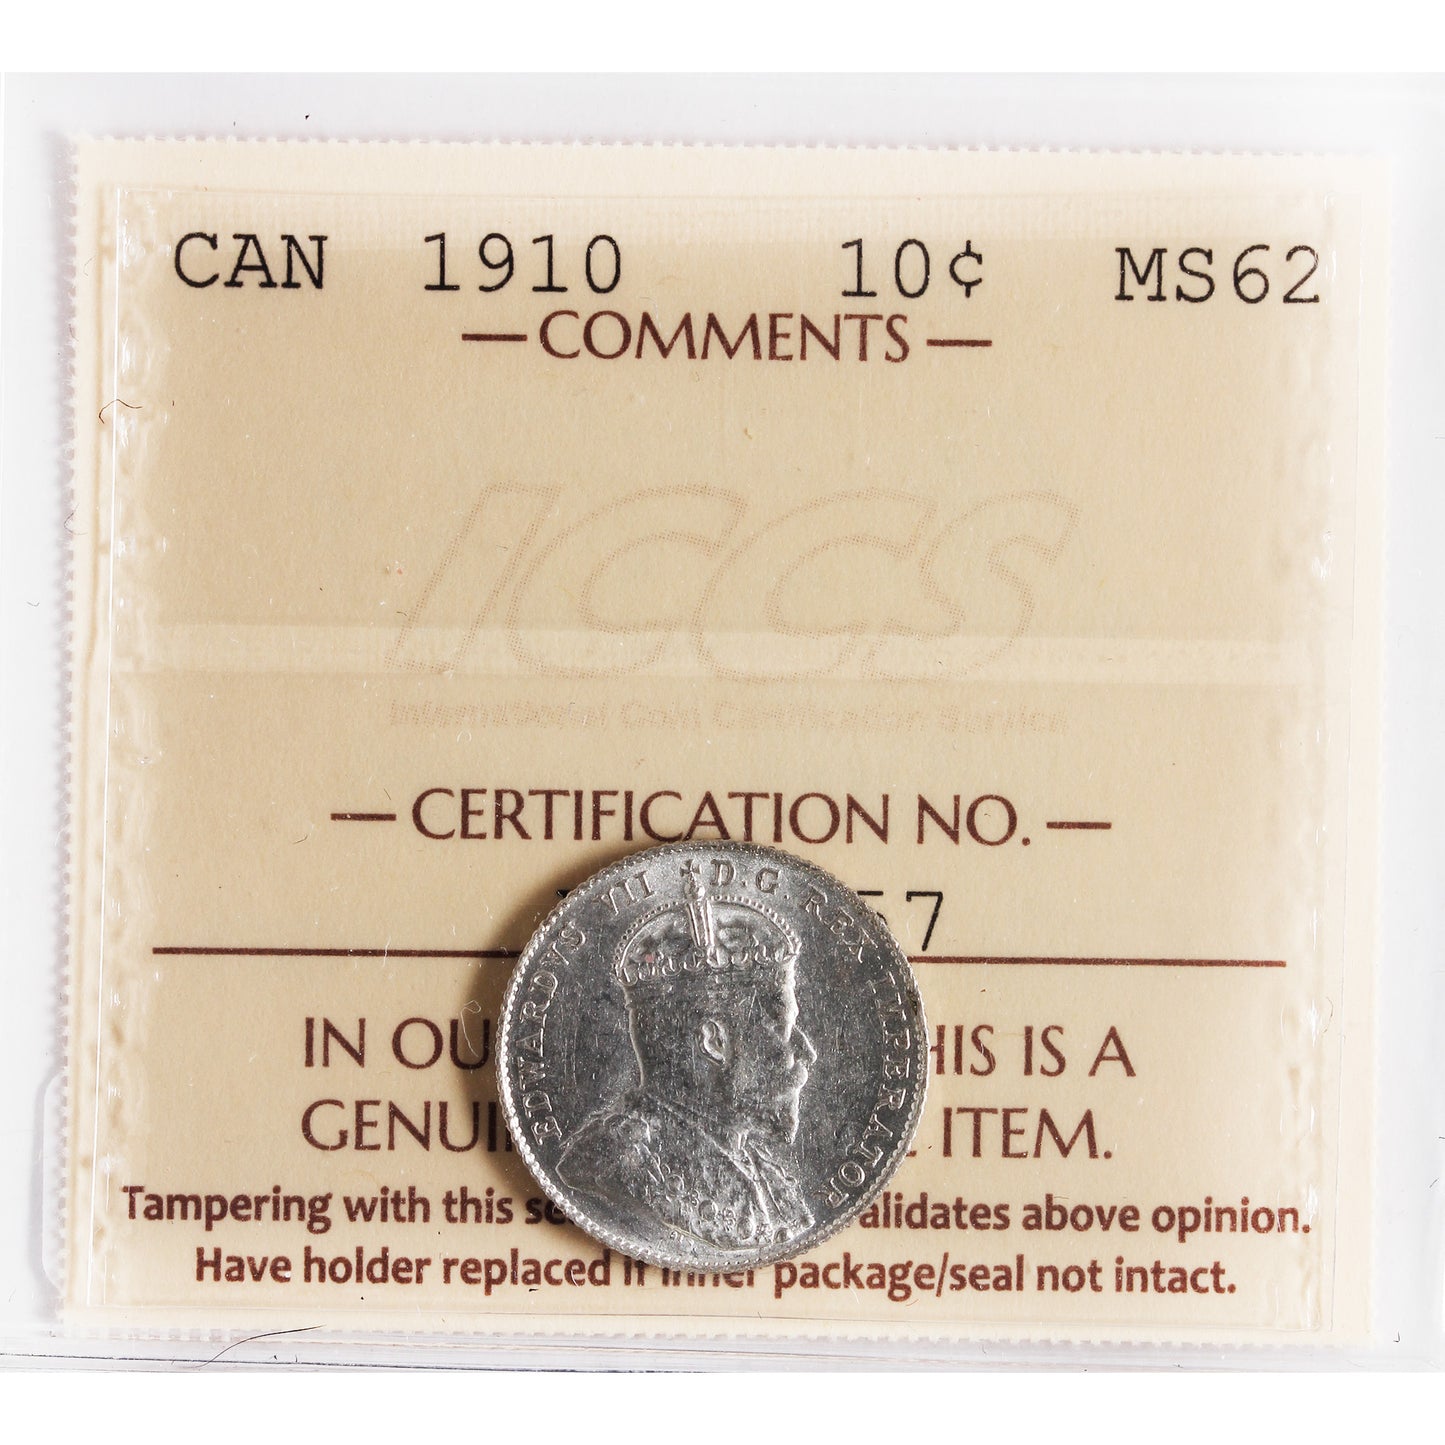 CAN 1910 10¢ MS62
COMMENTS
ICCS
International Coin Certification Service
CERTIFICATION NO.
57
IN OU HIS IS A
GENUI ITEM.
Tampering with this se alidates above opinion.
Have holder replaced if inner package/seal not intact.
EDWARDVS VII D.G. REX IMPERATOR